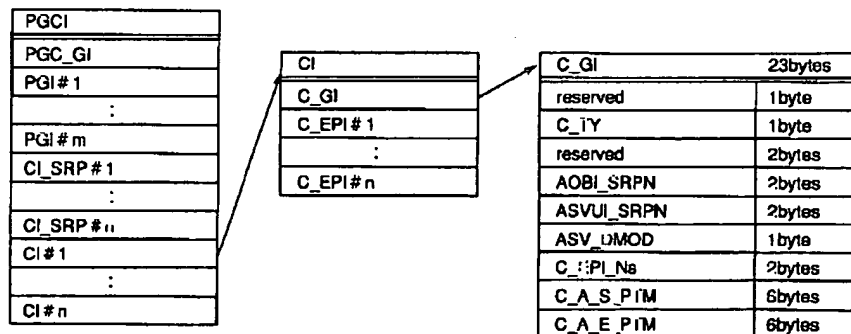 PGCI
PGC_GI
PGI#1
:
PGI#m
CI_SRP#1
:
CI_SRP#n
CI#1
:
CI#n
CI
C_GI
C_EPI#1
:
C_EPI#n
C_GI 23bytes
reserved 1byte
C_TY 1byte
reserved 2bytes
AOBI_SRPN 2bytes
ASVUI_SRPN 2bytes
ASV_DMOD 1byte
C_EPI_Ns 2bytes
C_A_S_PTM 6bytes
C_A_E_PTM 6bytes